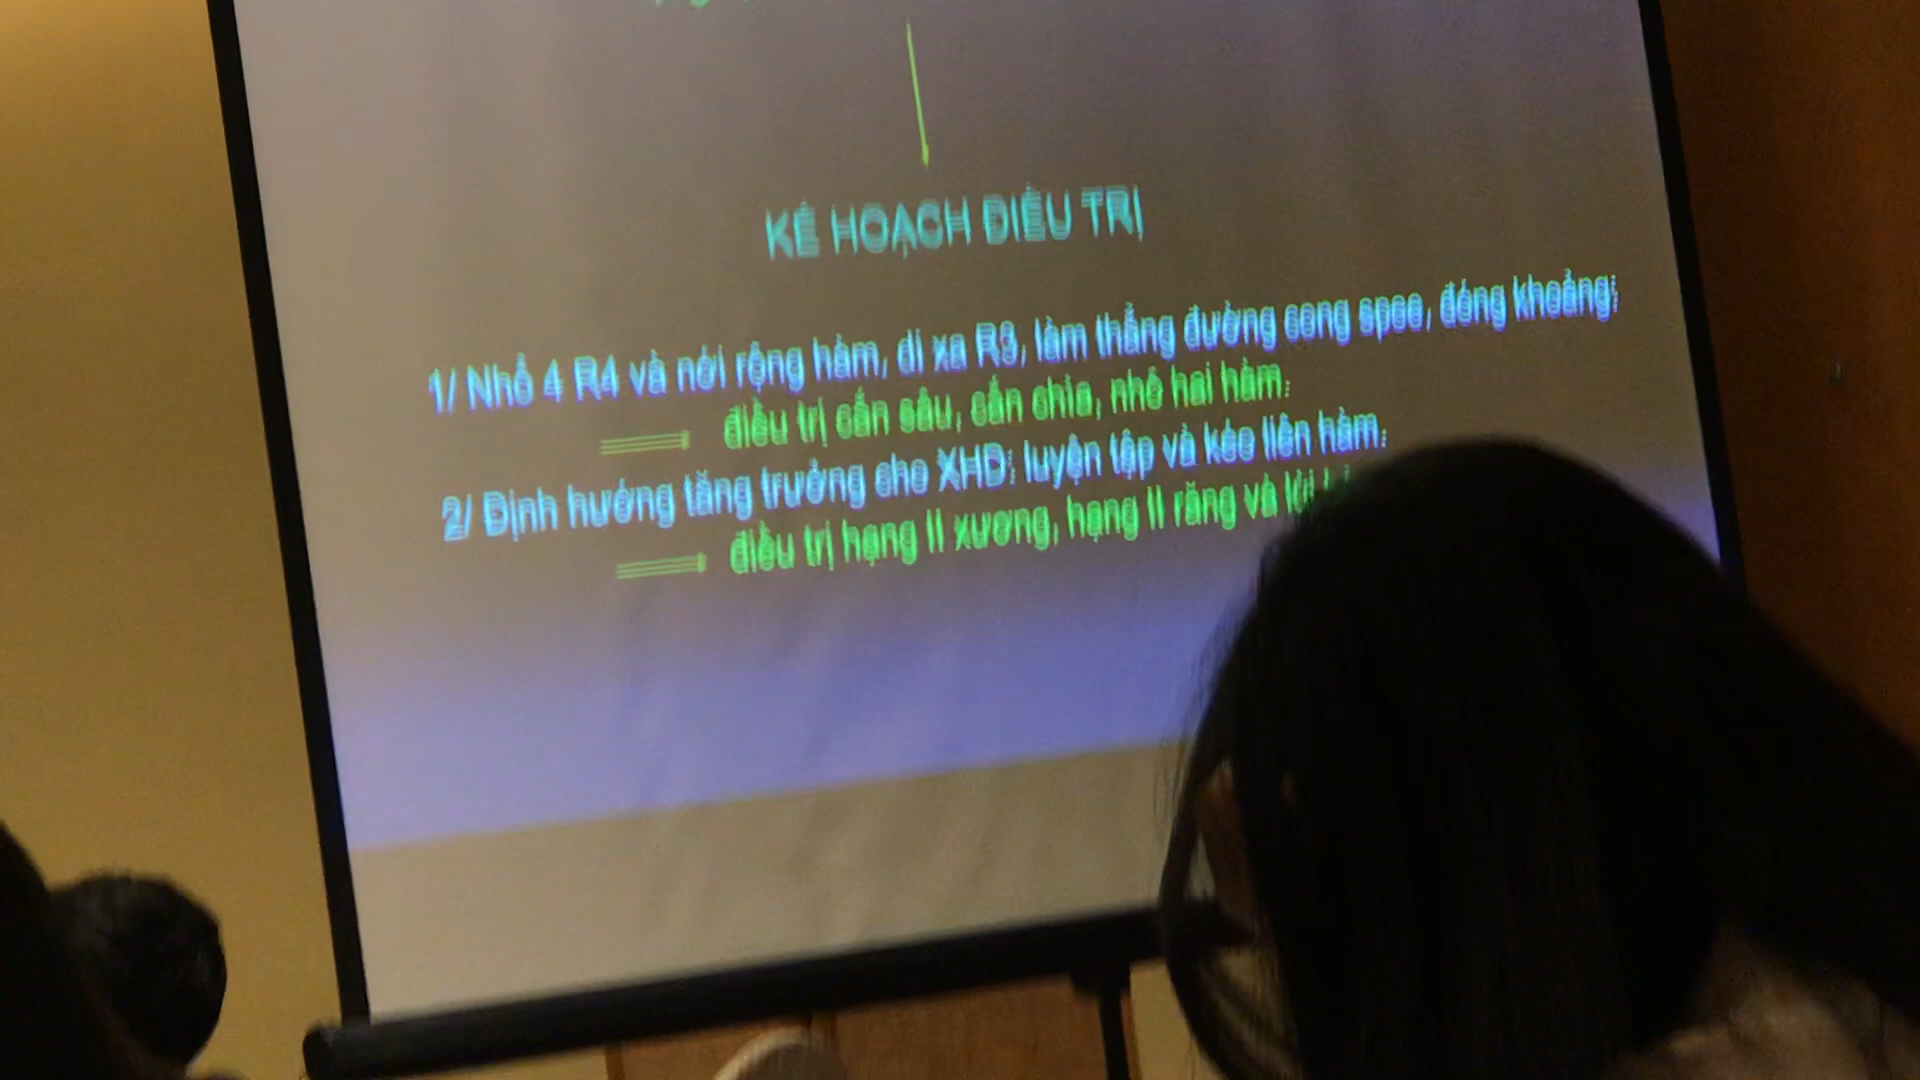 KẾ HOẠCH ĐIỀU TRỊ
1/ Nhổ 4 R4 và nới rộng hàm, di xa R3, làm thẳng đường cong spee, đóng khoảng;
điều trị cắn sâu, cắn chìa, nhô hai hàm.
2/ Định hướng tăng trưởng cho XHD; luyện tập và kéo liên hàm.
điều trị hạng II xương, hạng II răng và